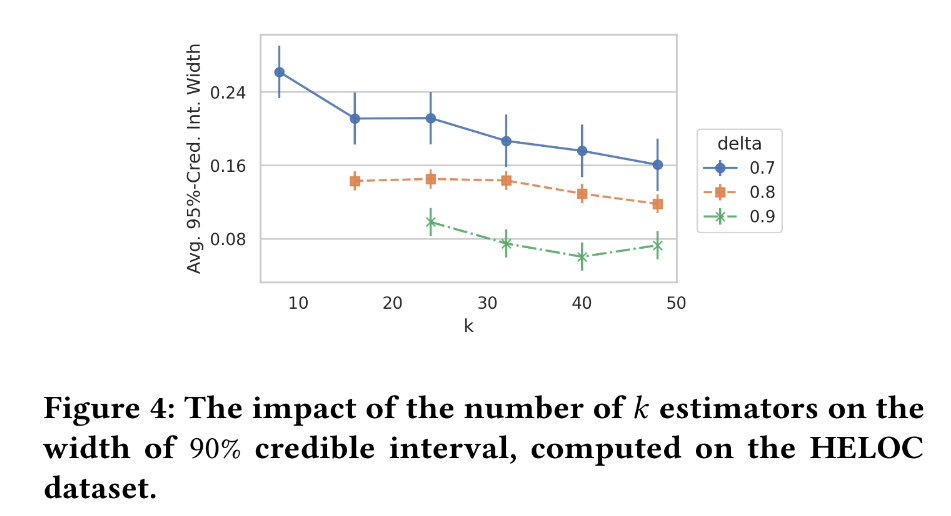 Avg. 95%-Cred. Int. Width
0.24
0.16
0.08
10 20 30 40 50
k
delta
0.7
0.8
0.9
Figure 4: The impact of the number of k estimators on the
width of 90% credible interval, computed on the HELOC
dataset.